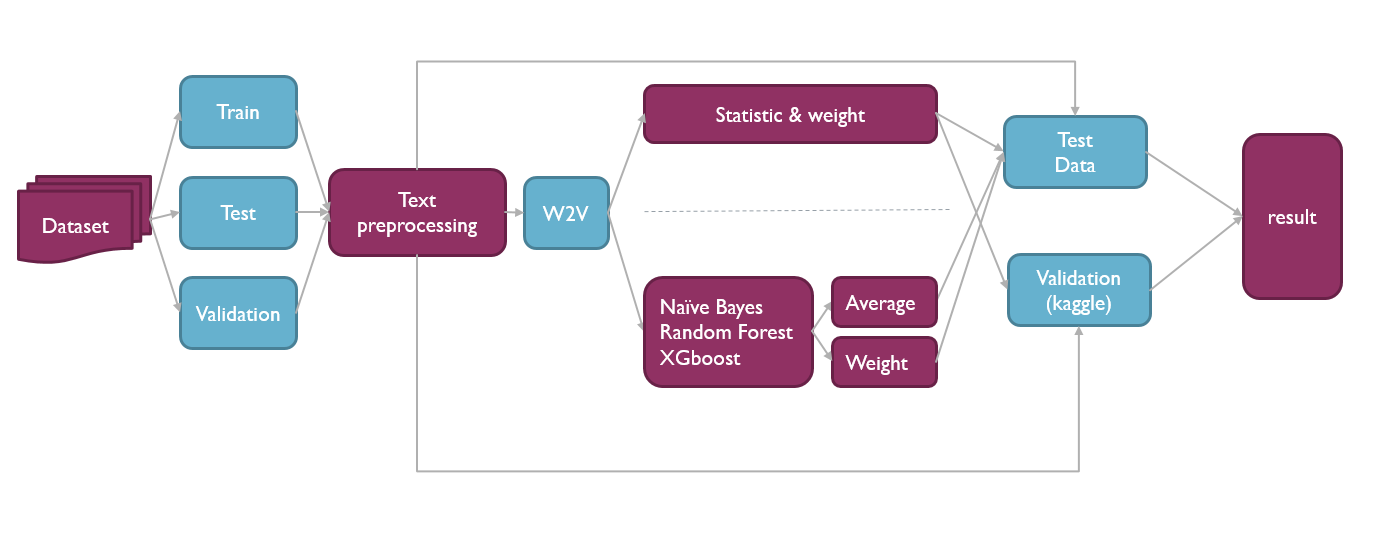 Dataset
Train
Test
Validation
Text
preprocessing
W2V
Statistic & weight
Naïve Bayes
Random Forest
XGboost
Average
Weight
Test
Data
Validation
(kaggle)
result